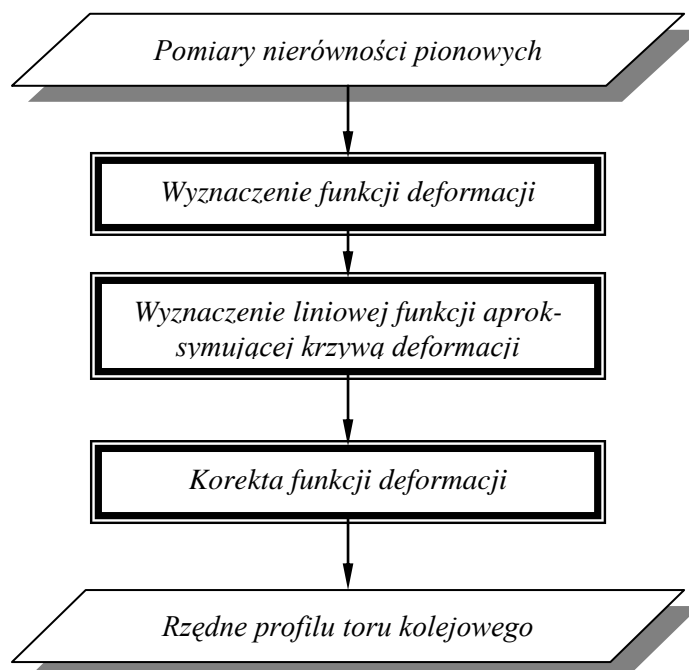 Pomiary nierówności pionowych
Wyznaczenie funkcji deformacji
Wyznaczenie liniowej funkcji aprok-
symującej krzywą deformacji
Korekta funkcji deformacji
Rzędne profilu toru kolejowego